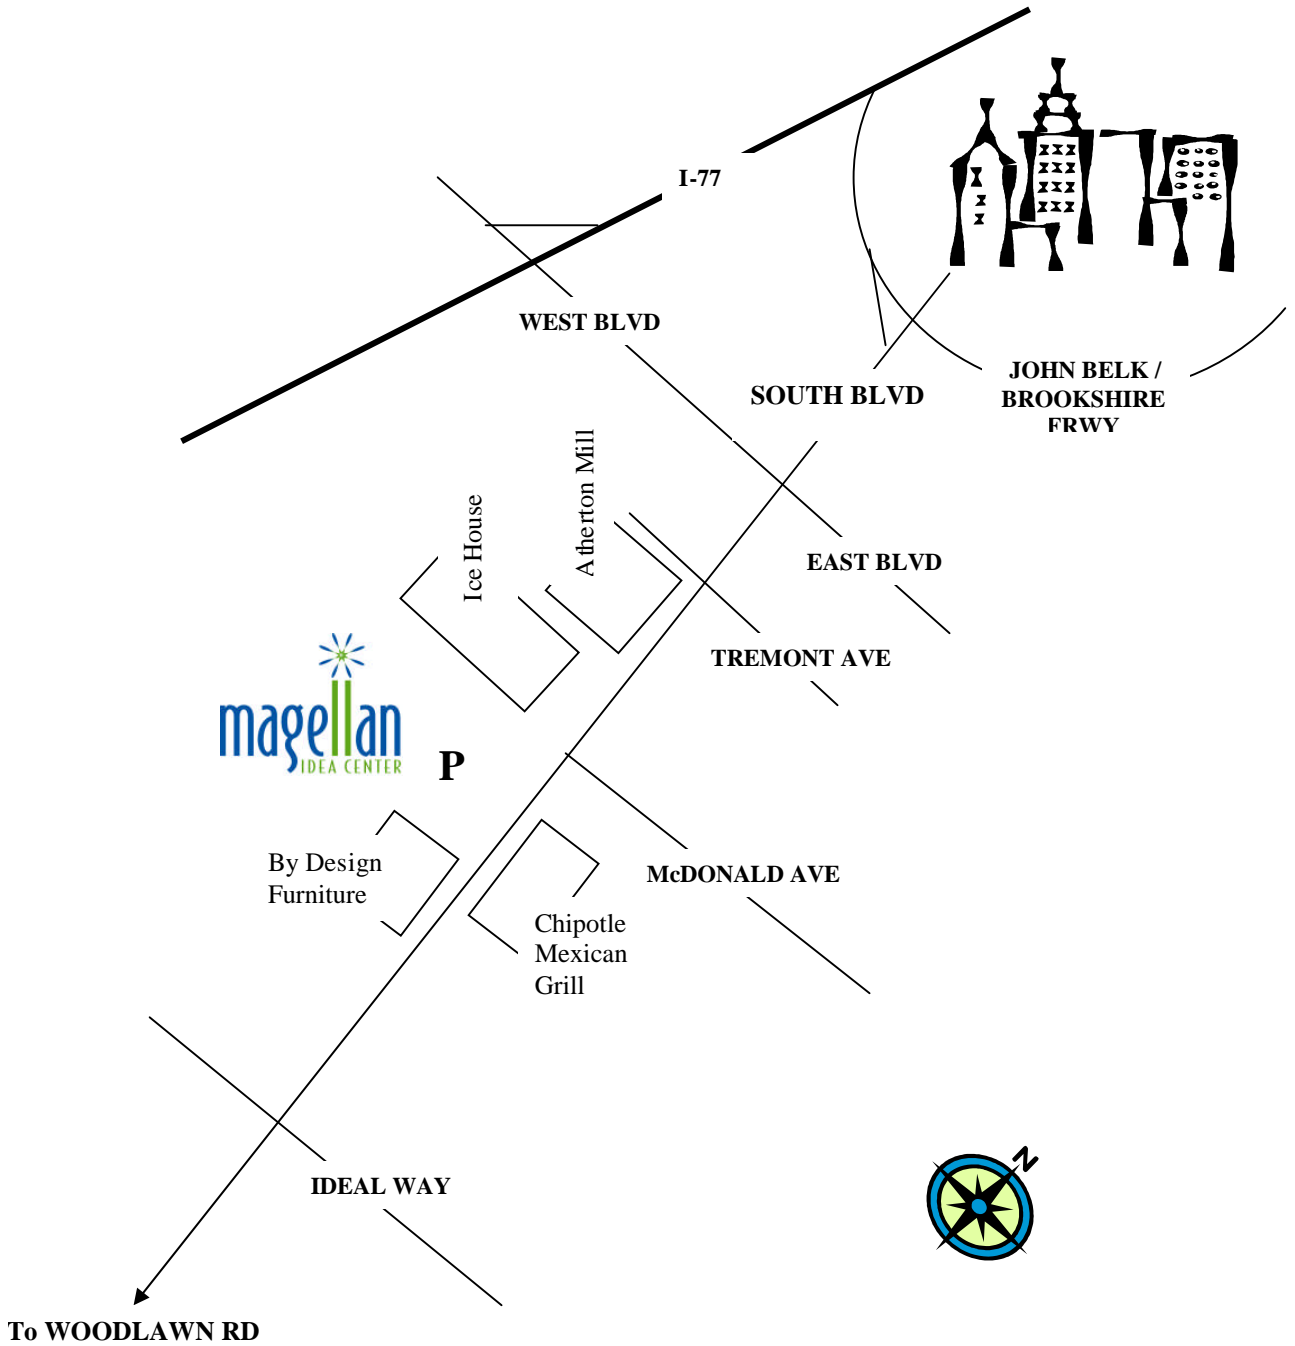 I-77
WEST BLVD
SOUTH BLVD
JOHN BELK /
BROOKSHIRE
FRWY
Atherton Mill
Ice House
EAST BLVD
TREMONT AVE
magellan
IDEA CENTER
P
By Design
Furniture
McDONALD AVE
Chipotle
Mexican
Grill
N
IDEAL WAY
To WOODLAWN RD